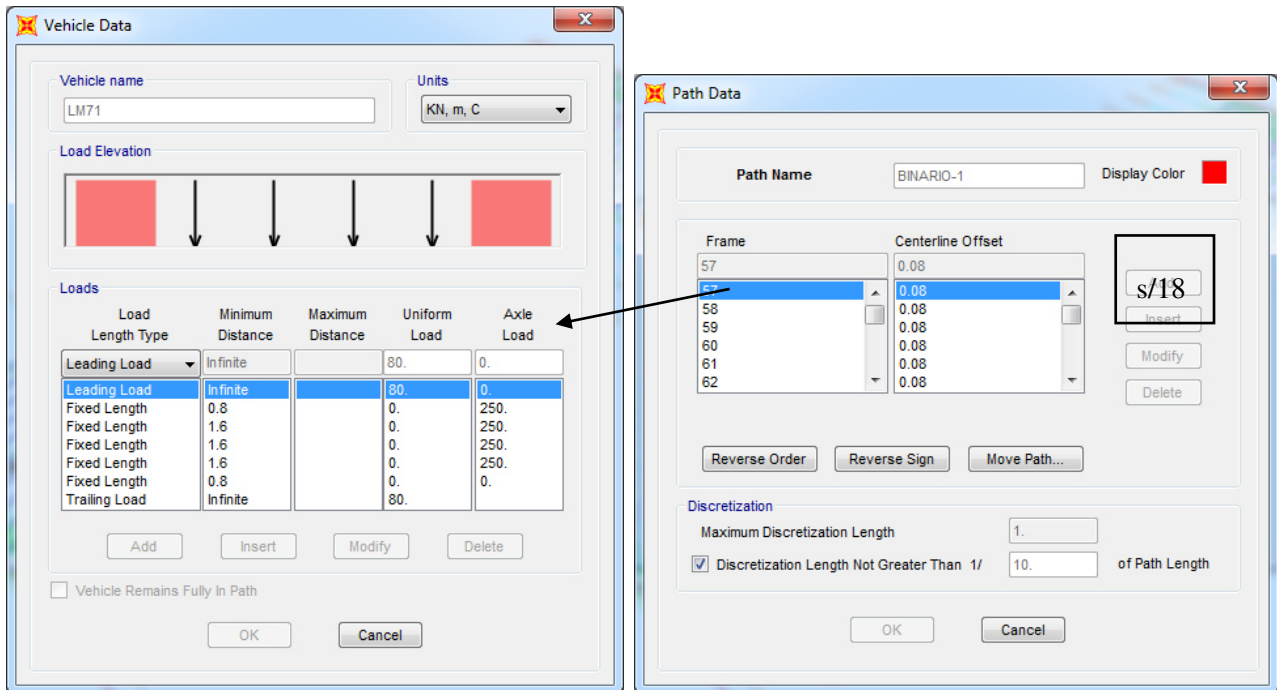 Vehicle Data
Vehicle name
Units
LM71
KN, m, C
Load Elevation
Loads
Load Length Type
Minimum Distance
Maximum Distance
Uniform Load
Axle Load
Leading Load Infinite 80. 0.
Leading Load Infinite 80. 0.
Fixed Length 0.8 0. 250.
Fixed Length 1.6 0. 250.
Fixed Length 1.6 0. 250.
Fixed Length 1.6 0. 250.
Fixed Length 0.8 0. 0.
Trailing Load Infinite 80.
Add Insert Modify Delete
Vehicle Remains Fully In Path
OK Cancel
Path Data
Path Name BINARIO-1 Display Color
Frame Centerline Offset
57 0.08
57 0.08
58 0.08
59 0.08
60 0.08
61 0.08
62 0.08
Add
s/18
Insert
Modify
Delete
Reverse Order Reverse Sign Move Path...
Discretization
Maximum Discretization Length 1.
Discretization Length Not Greater Than 1/ 10. of Path Length
OK Cancel